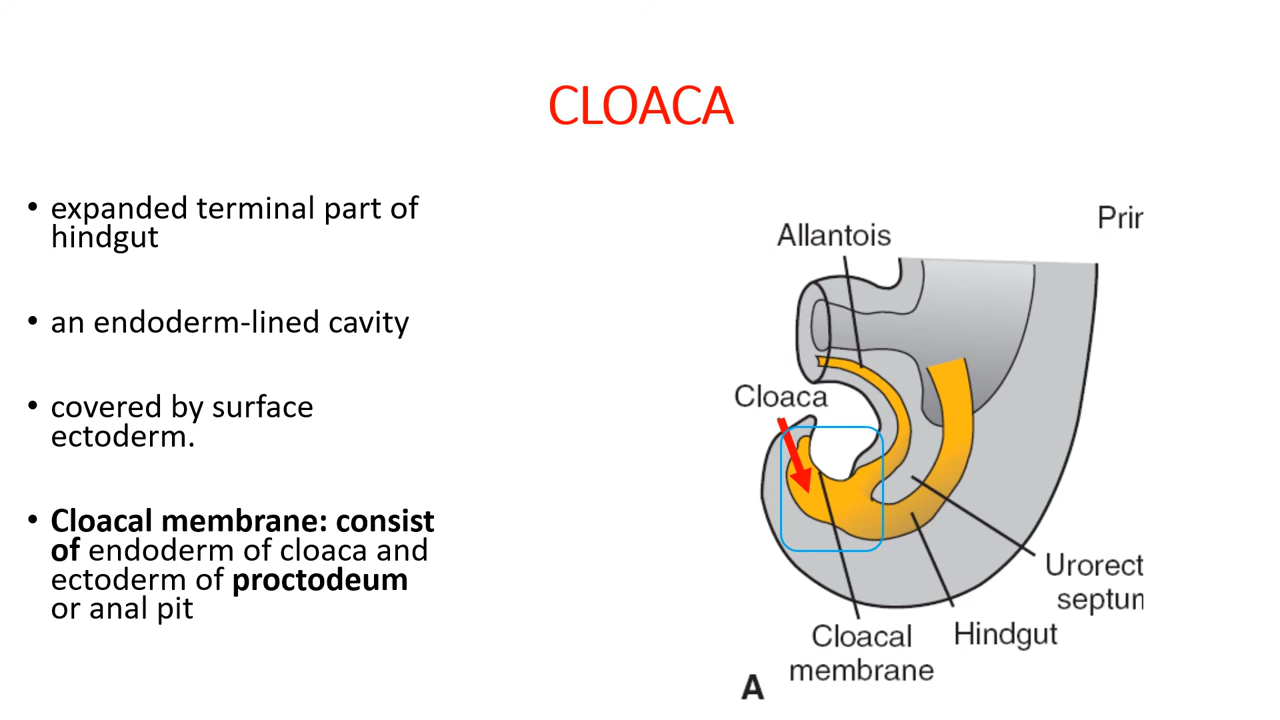 CLOACA
• expanded terminal part of
hindgut
• an endoderm-lined cavity
• covered by surface
ectoderm.
• Cloacal membrane: consist
of endoderm of cloaca and
ectoderm of proctodeum
or anal pit
Prir
Allantois
Cloaca
Urorect
septun
Hindgut
Cloacal
membrane
A